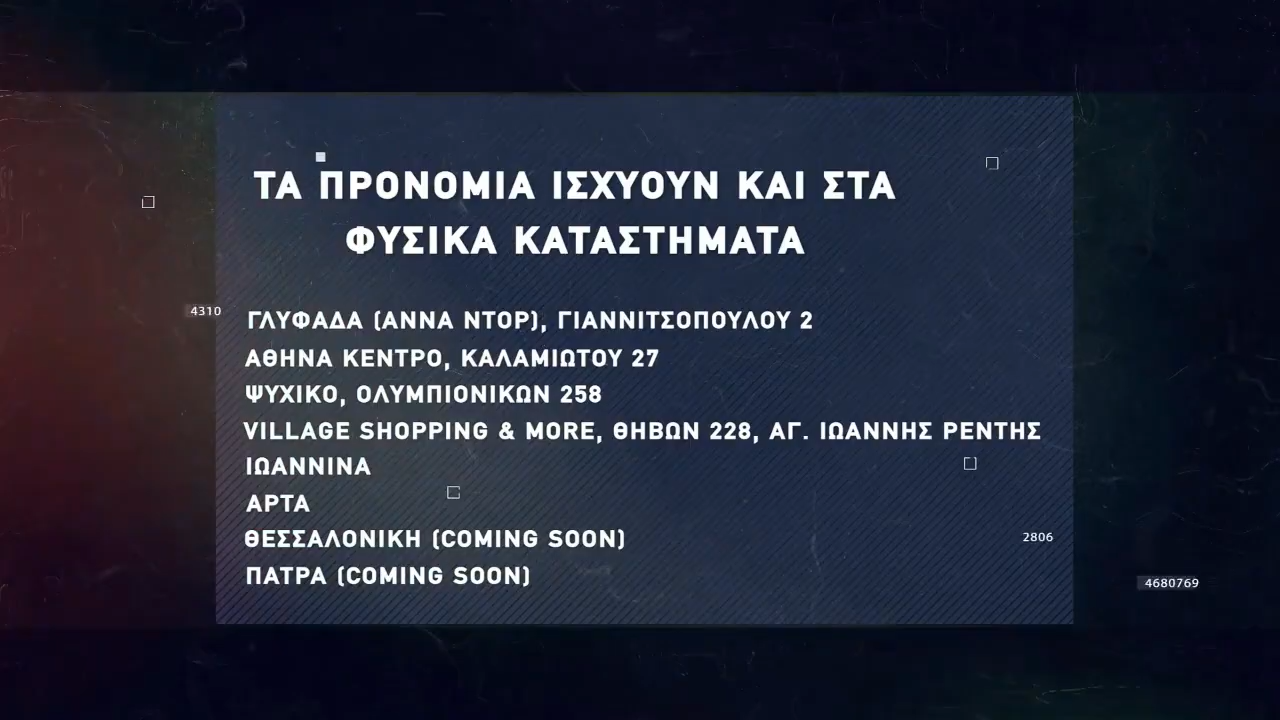 ΤΑ ΠΡΟΝΟΜΙΑ ΙΣΧΥΟΥΝ ΚΑΙ ΣΤΑ
ΦΥΣΙΚΑ ΚΑΤΑΣΤΗΜΑΤΑ
4310
ΓΛΥΦΑΔΑ (ΑΝΝΑ ΝΤΟΡ), ΓΙΑΝΝΙΤΣΟΠΟΥΛΟΥ 2
ΑΘΗΝΑ ΚΕΝΤΡΟ, ΚΑΛΑΜΙΩΤΟΥ 27
ΨΥΧΙΚΟ, ΟΛΥΜΠΙΟΝΙΚΩΝ 258
VILLAGE SHOPPING & MORE, ΘΗΒΩΝ 228, ΑΓ. ΙΩΑΝΝΗΣ ΡΕΝΤΗΣ
ΙΩΑΝΝΙΝΑ
ΑΡΤΑ
ΘΕΣΣΑΛΟΝΙΚΗ (COMING SOON)
2806
ΠΑΤΡΑ (COMING SOON)
4680769